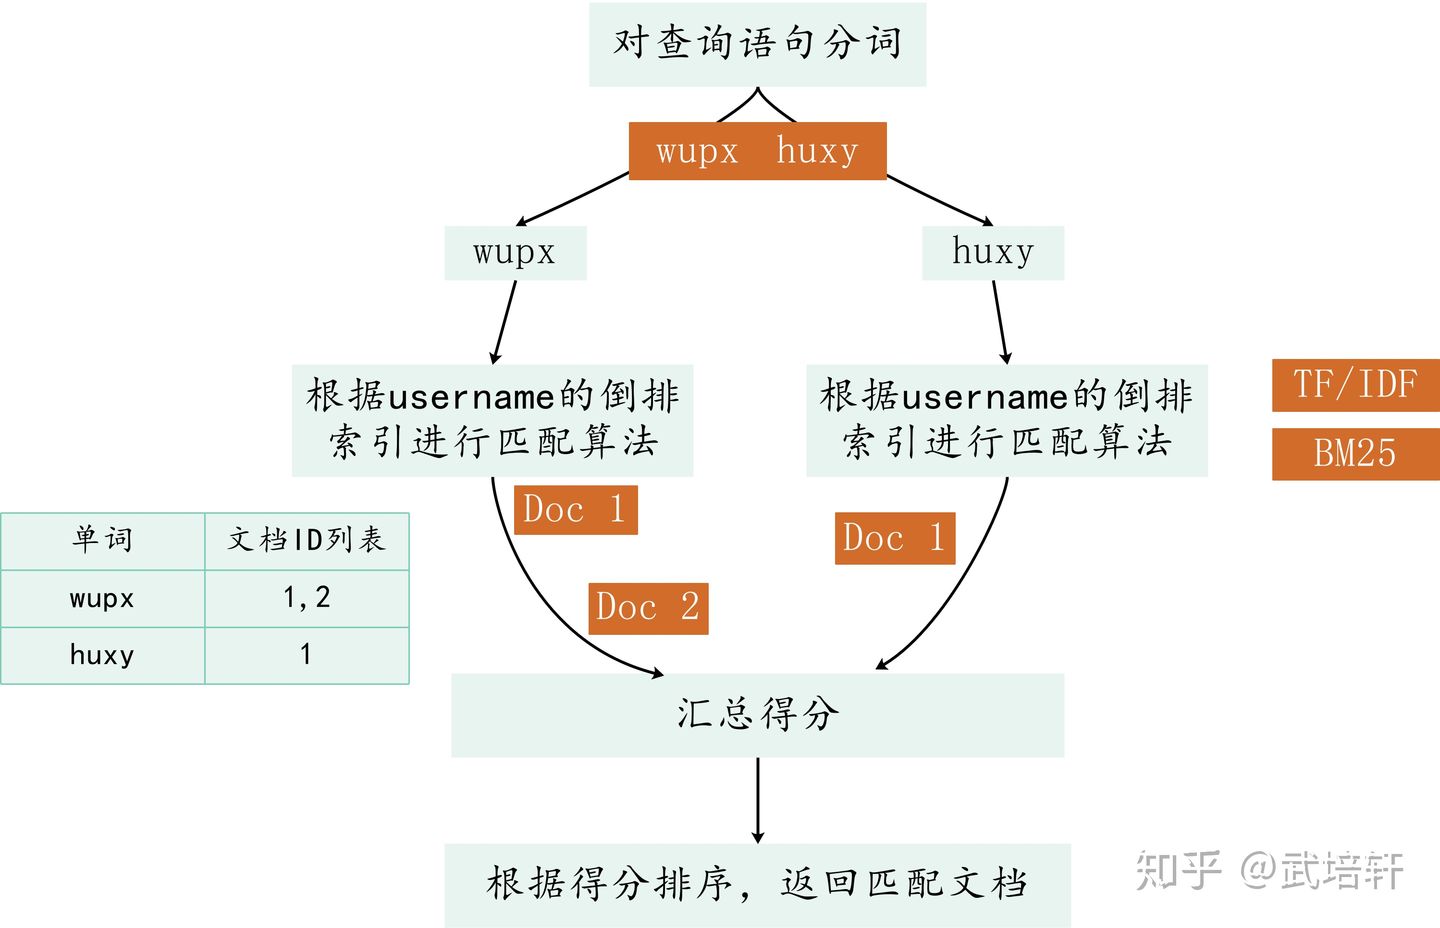 对查询语句分词
wupx huxy
wupx
huxy
根据username的倒排
索引进行匹配算法
根据username的倒排
索引进行匹配算法
TF/IDF
BM25
Doc 1
Doc 1
Doc 2
单词 文档ID列表
wupx 1,2
huxy 1
汇总得分
根据得分排序，返回匹配文档
知乎 @武培轩